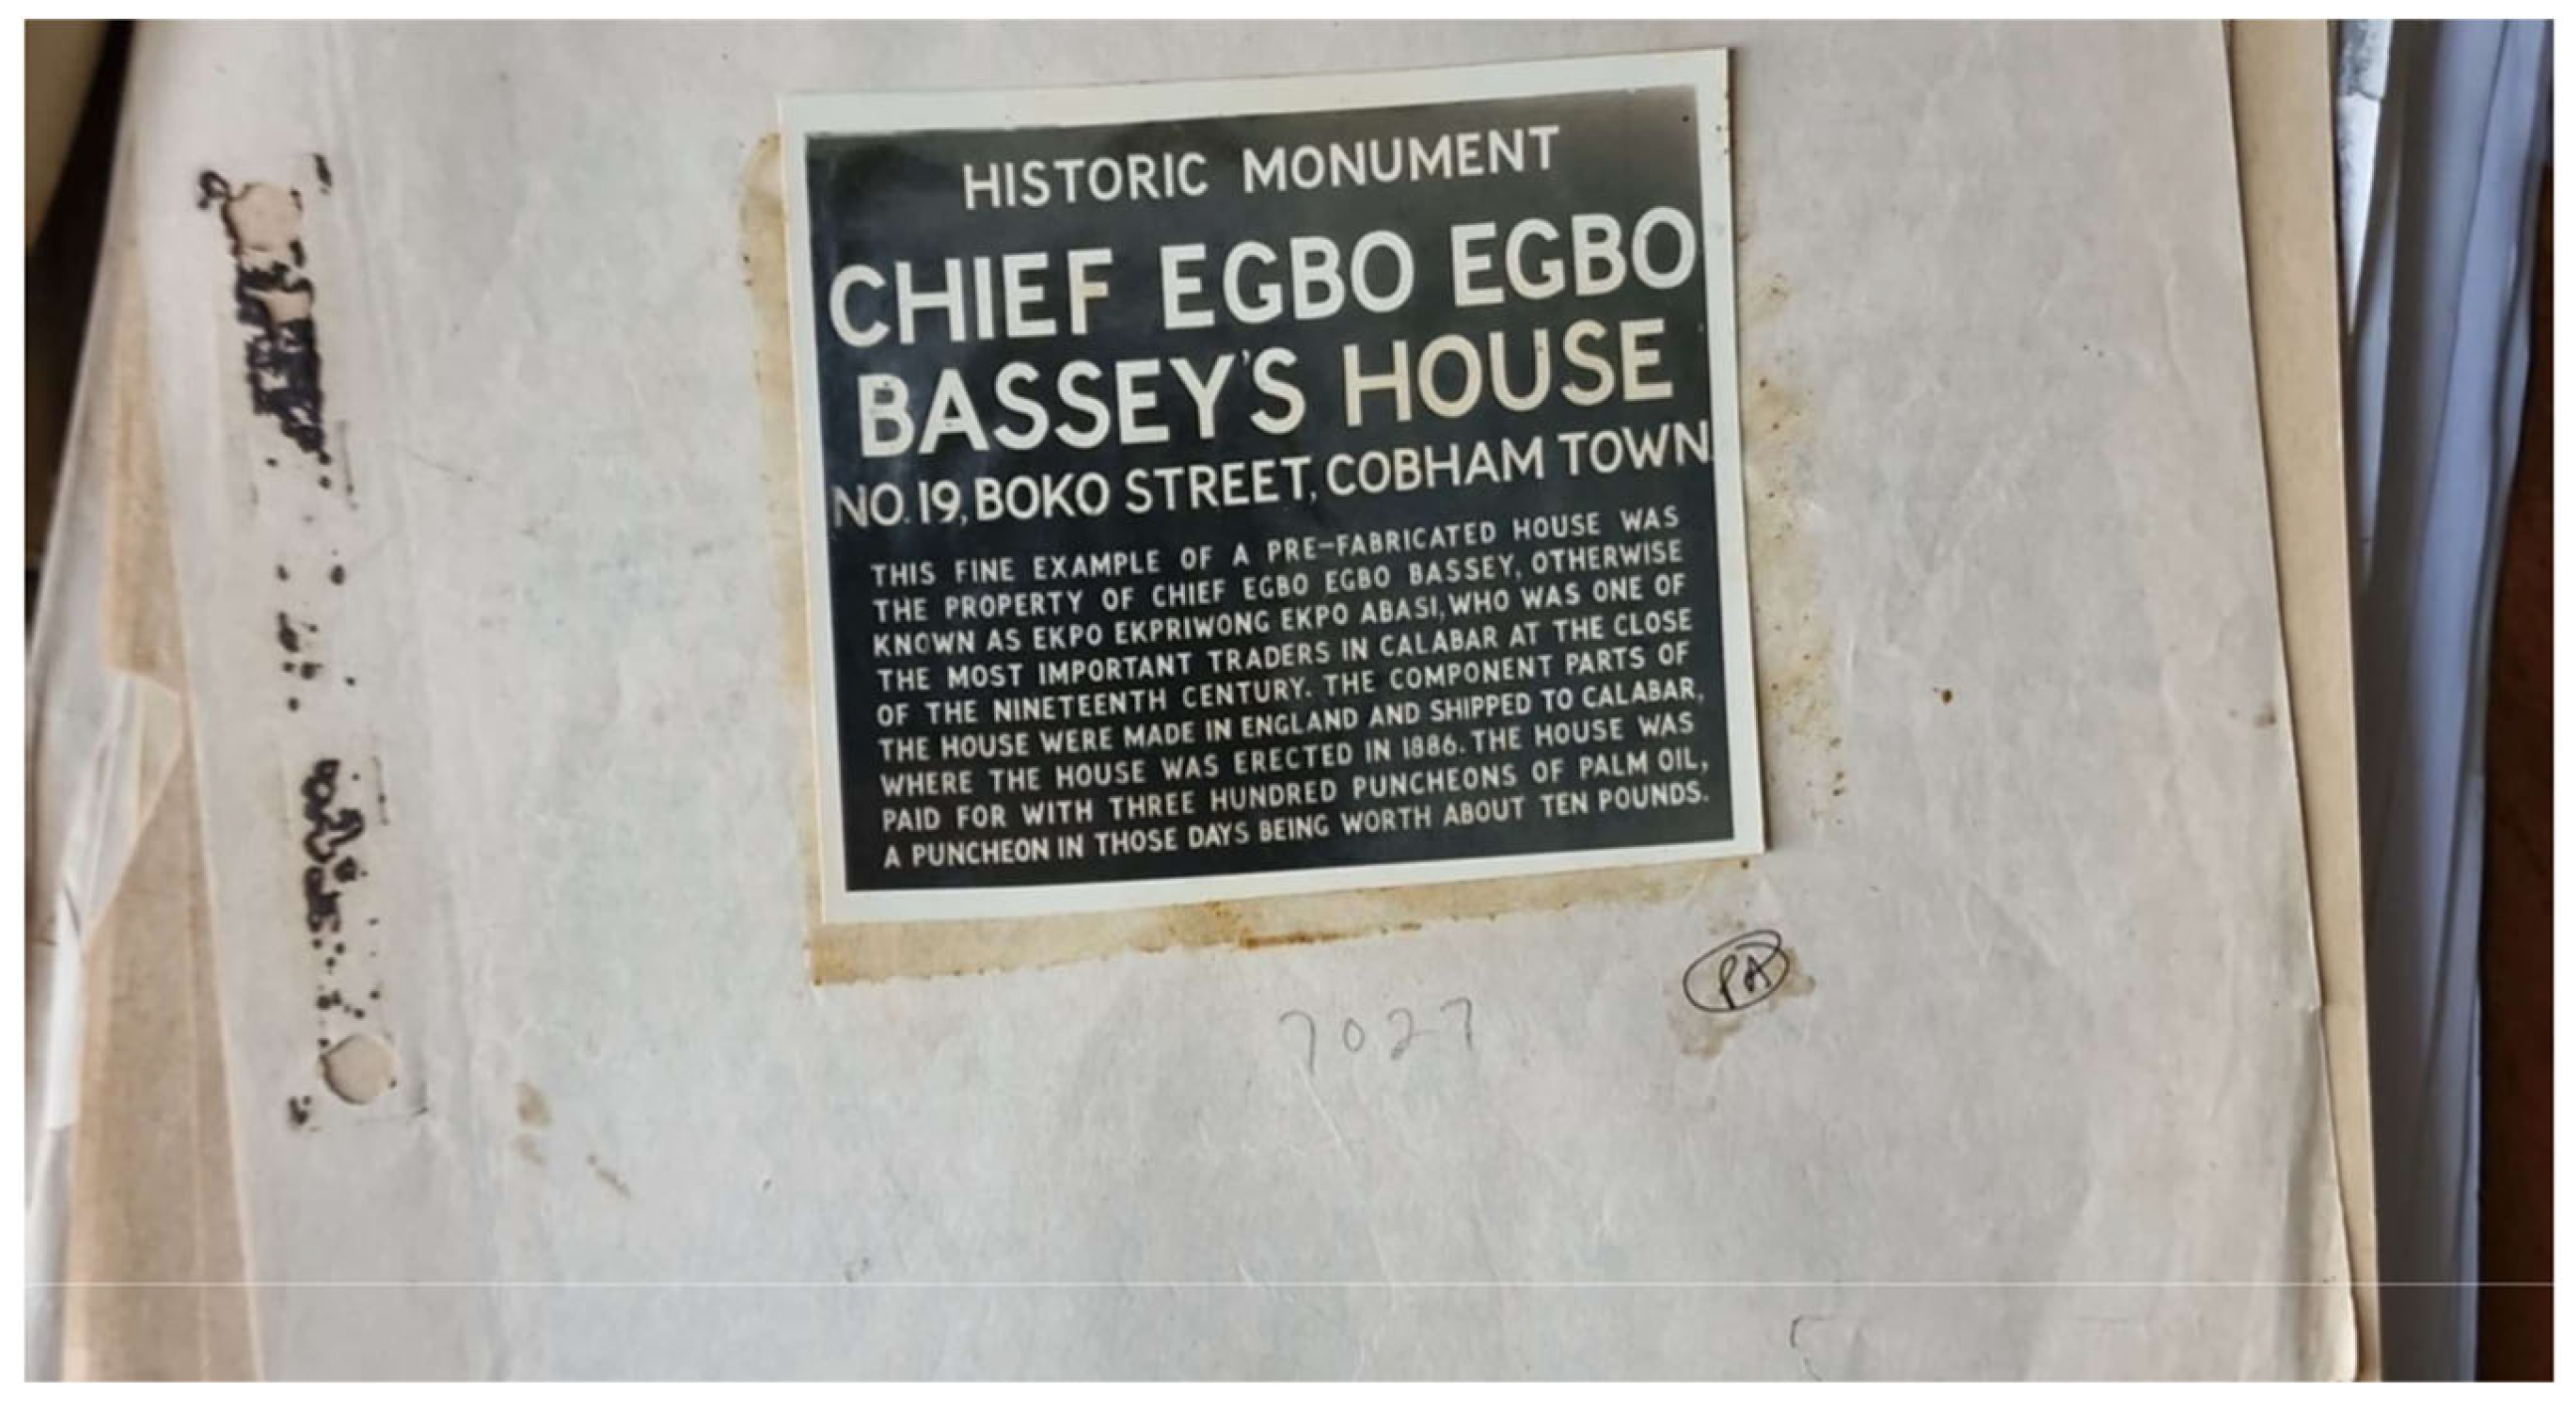 HISTORIC MONUMENT
CHIEF EGBO EGBO
BASSEY'S HOUSE
NO. 19, BOKO STREET, COBHAM TOWN.
THIS FINE EXAMPLE OF A PRE-FABRICATED HOUSE WAS
THE PROPERTY OF CHIEF EGBO EGBO BASSEY, OTHERWISE
KNOWN AS EKPO EKPRIWONG EKPO ABASI, WHO WAS ONE OF
THE MOST IMPORTANT TRADERS IN CALABAR AT THE CLOSE
OF THE NINETEENTH CENTURY. THE COMPONENT PARTS OF
THE HOUSE WERE MADE IN ENGLAND AND SHIPPED TO CALABAR,
WHERE THE HOUSE WAS ERECTED IN 1886. THE HOUSE WAS
PAID FOR WITH THREE HUNDRED PUNCHEONS OF PALM OIL,
A PUNCHEON IN THOSE DAYS BEING WORTH ABOUT TEN POUNDS.
PA
7027